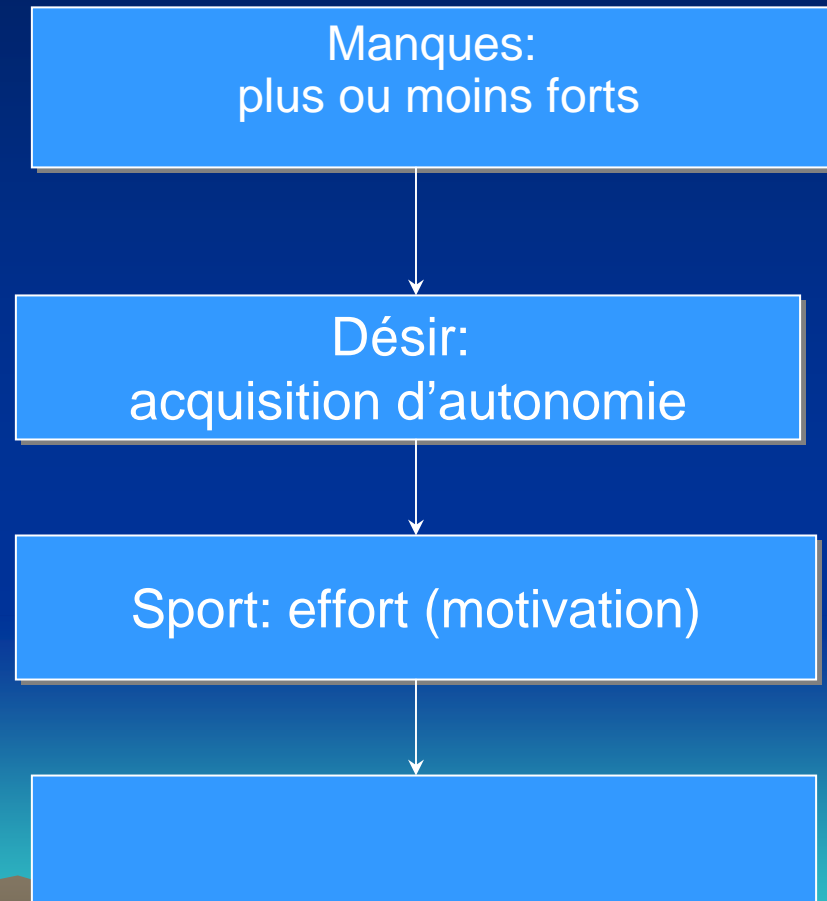 Manques:
plus ou moins forts
Désir:
acquisition d’autonomie
Sport: effort (motivation)